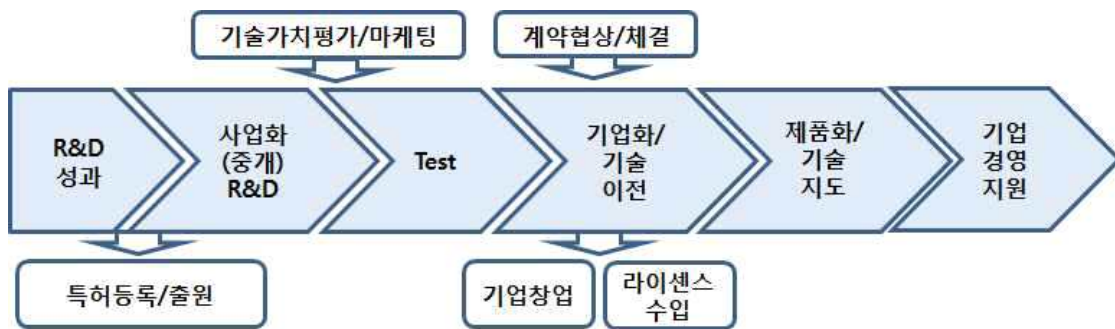 기술가치평가/마케팅
계약협상/체결
R&D
성과
사업화
(중개)
R&D
Test
기업화/
기술
이전
제품화/
기술
지도
기업
경영
지원
특허등록/출원
기업창업
라이센스
수입